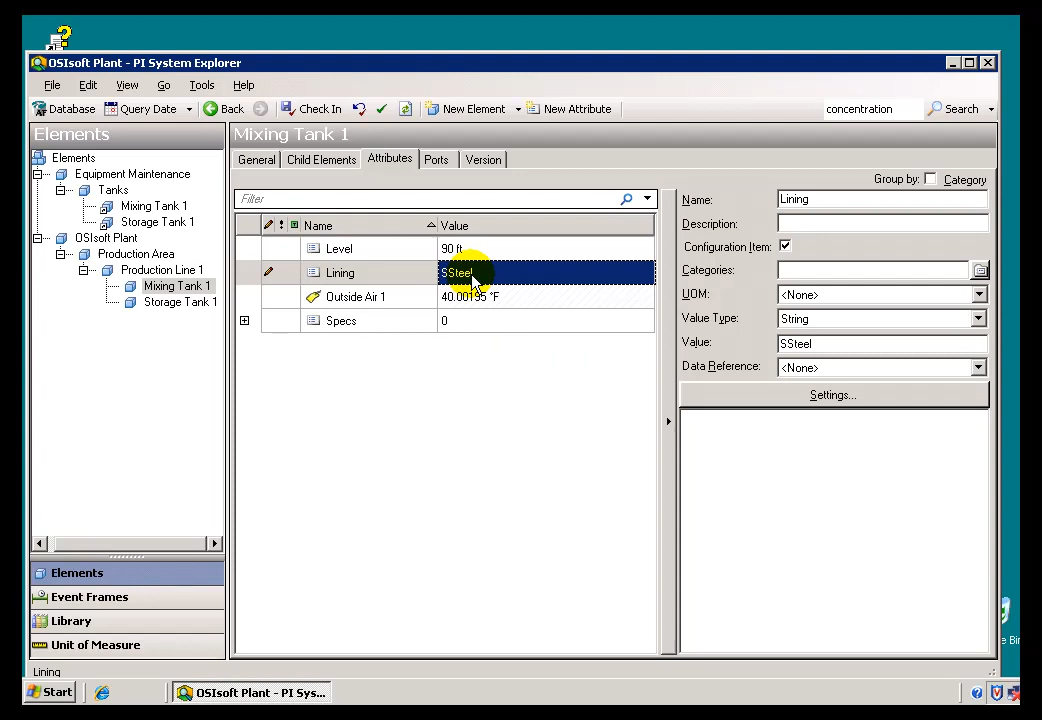 OSIsoft Plant - PI System Explorer
File Edit View Go Tools Help
Database Query Date Back Check In New Element New Attribute concentration Search
Elements
Mixing Tank 1
Elements
Equipment Maintenance
Tanks
Mixing Tank 1
Storage Tank 1
OSIsoft Plant
Production Area
Production Line 1
Mixing Tank 1
Storage Tank 1
General Child Elements Attributes Ports Version
Group by: Category
Filter
Name Value
Level 90 ft
Lining SSteel
Outside Air 1 40.00195 °F
Specs 0
Name: Lining
Description:
Configuration Item:
Categories:
UOM: <None>
Value Type: String
Value: SSteel
Data Reference: <None>
Settings...
Elements
Event Frames
Library
Unit of Measure
Lining
Start OSIsoft Plant - PI Sys...